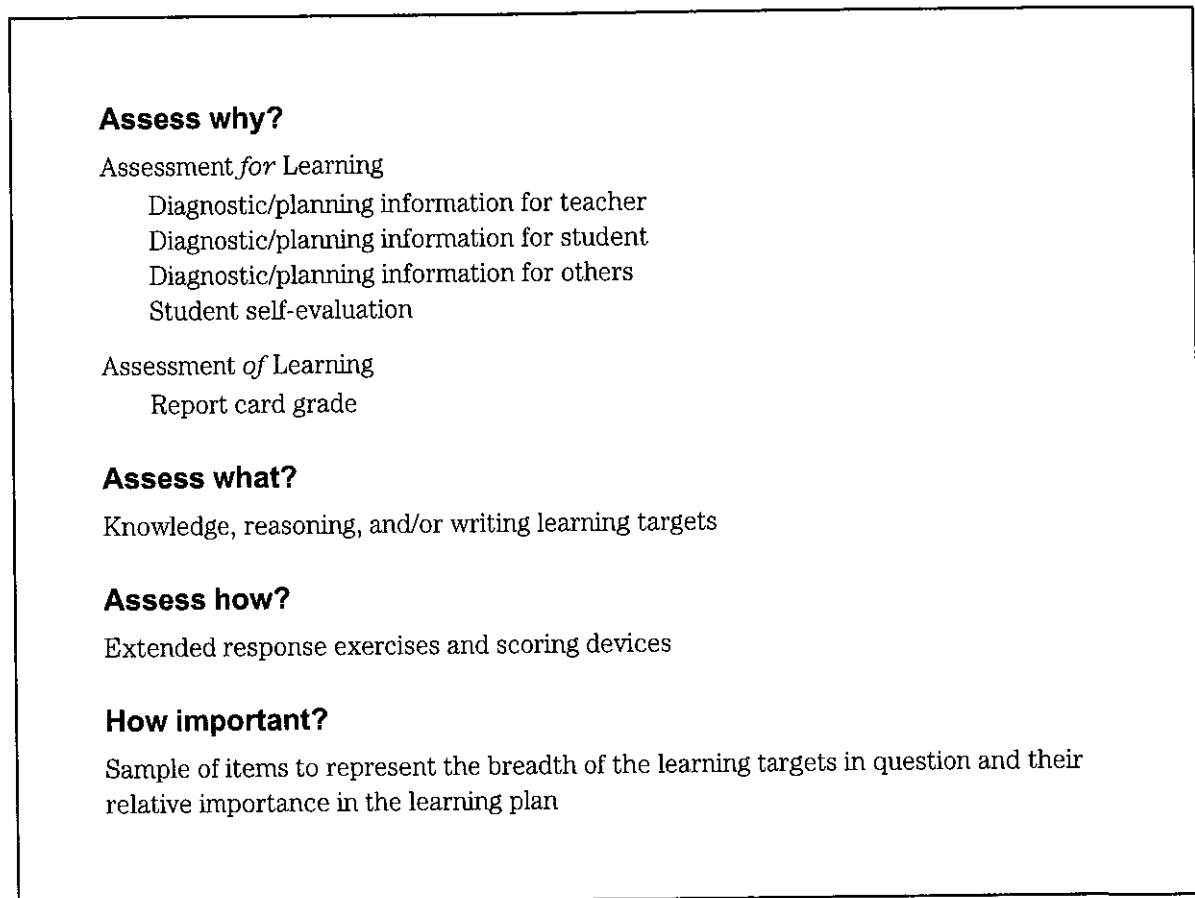 Assess why?
Assessment for Learning
Diagnostic/planning information for teacher
Diagnostic/planning information for student
Diagnostic/planning information for others
Student self-evaluation
Assessment of Learning
Report card grade
Assess what?
Knowledge, reasoning, and/or writing learning targets
Assess how?
Extended response exercises and scoring devices
How important?
Sample of items to represent the breadth of the learning targets in question and their
relative importance in the learning plan